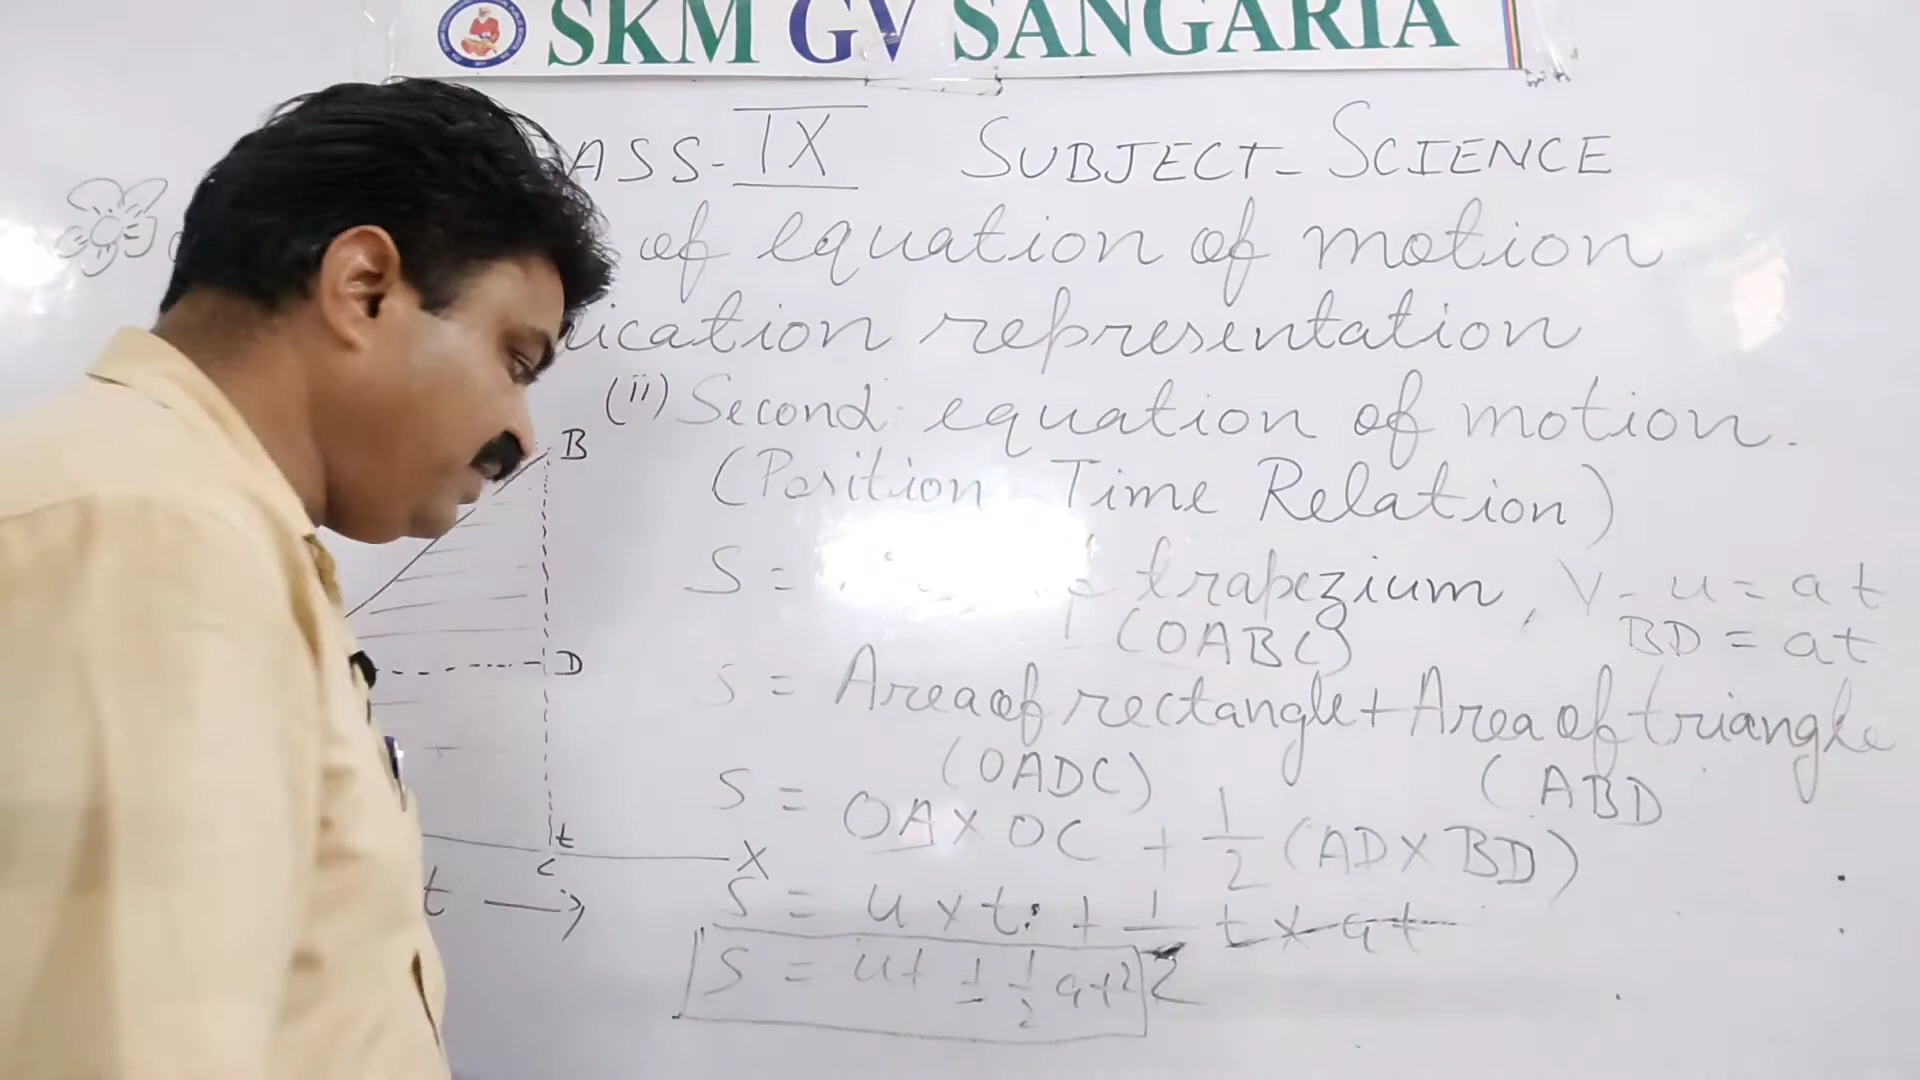 SKM GV SANGARIA
ASS - IX SUBJECT - SCIENCE
of equation of motion
ication representation
(ii) Second equation of motion.
(Position - Time Relation)
B
S = trapezium, V - u = at
(OABC) BD = at
D
S = Area of rectangle + Area of triangle
(OADC) (ABD
S = OA X OC + 1/2 (AD X BD)
t
C
X
t →
S = u x t + 1/2 t x at
S = ut + 1/2 at2